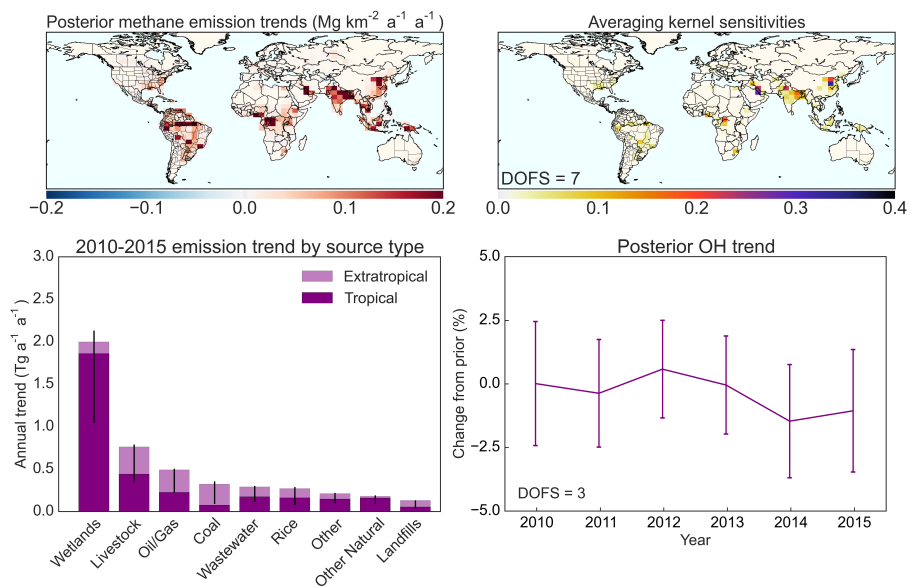 Posterior methane emission trends (Mg km⁻² a⁻¹ a⁻¹)
−0.2 −0.1 0.0 0.1 0.2
Averaging kernel sensitivities
DOFS = 7
0.0 0.1 0.2 0.3 0.4
2010-2015 emission trend by source type
Annual trend (Tg a⁻¹ a⁻¹)
3.0
2.5
2.0
1.5
1.0
0.5
0.0
Extratropical
Tropical
Wetlands
Livestock
Oil/Gas
Coal
Wastewater
Rice
Other
Other Natural
Landfills
Posterior OH trend
Change from prior (%)
5.0
2.5
0.0
−2.5
−5.0
DOFS = 3
2010 2011 2012 2013 2014 2015
Year